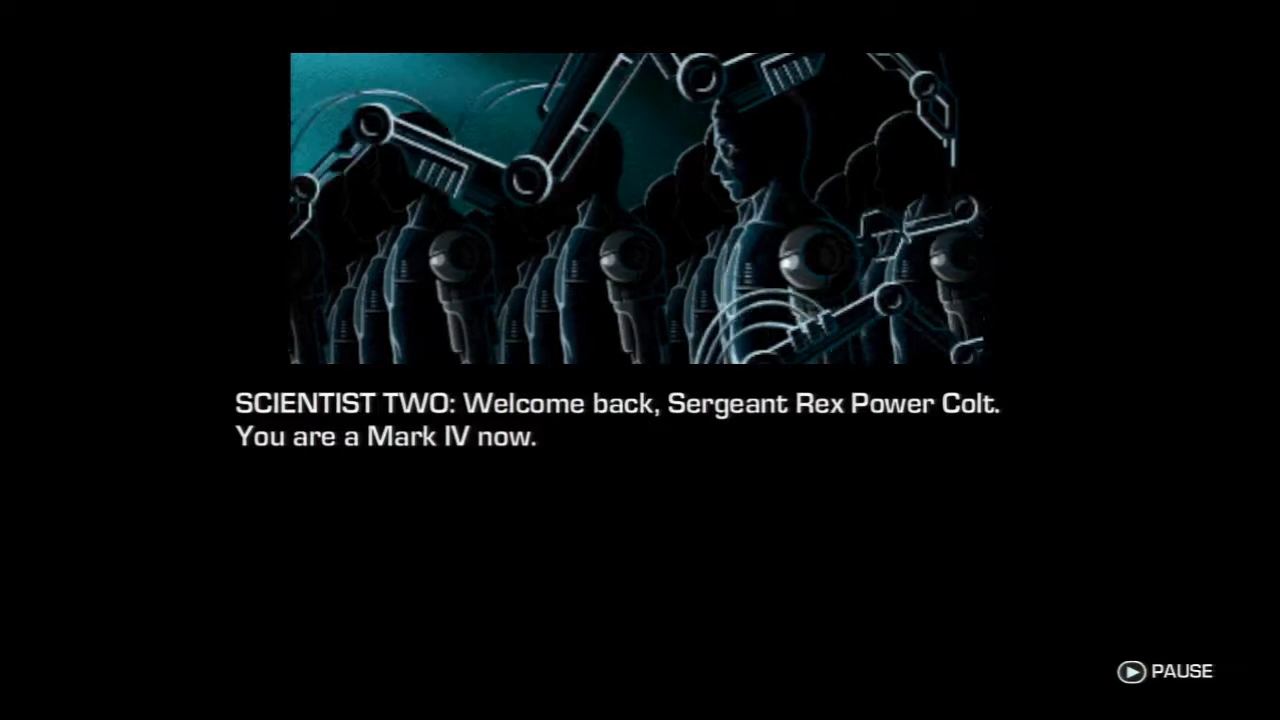 SCIENTIST TWO: Welcome back, Sergeant Rex Power Colt.
You are a Mark IV now.
PAUSE